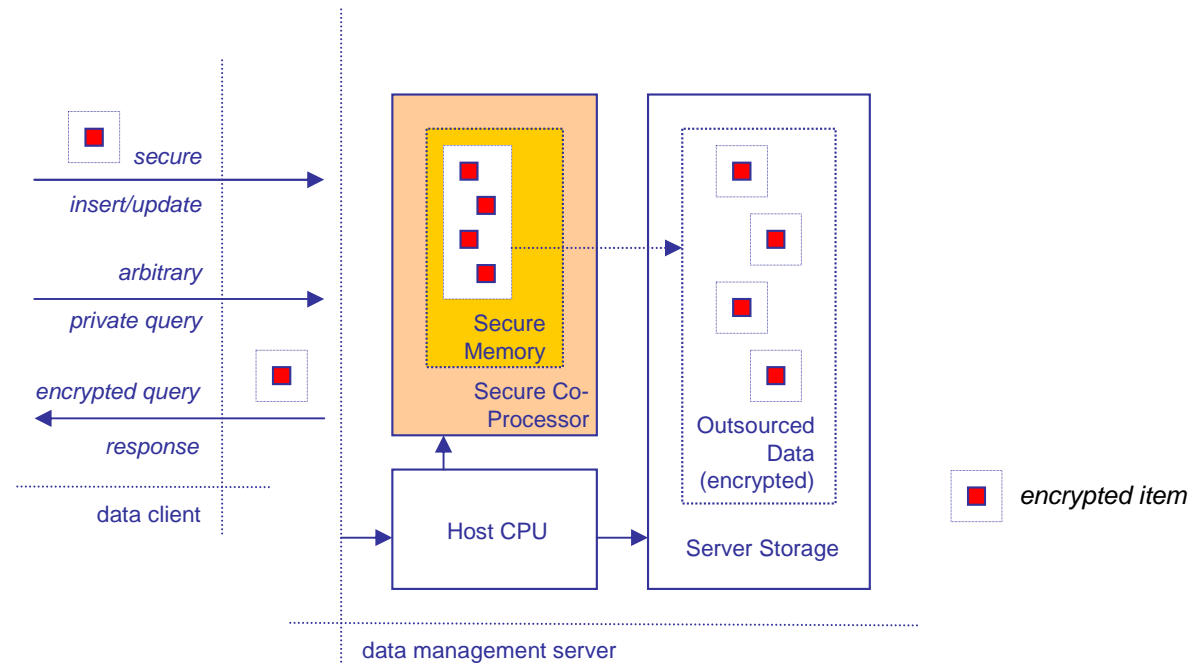 secure
insert/update
arbitrary
private query
encrypted query
response
data client
Secure
Memory
Secure Co-
Processor
Host CPU
Outsourced
Data
(encrypted)
Server Storage
encrypted item
data management server